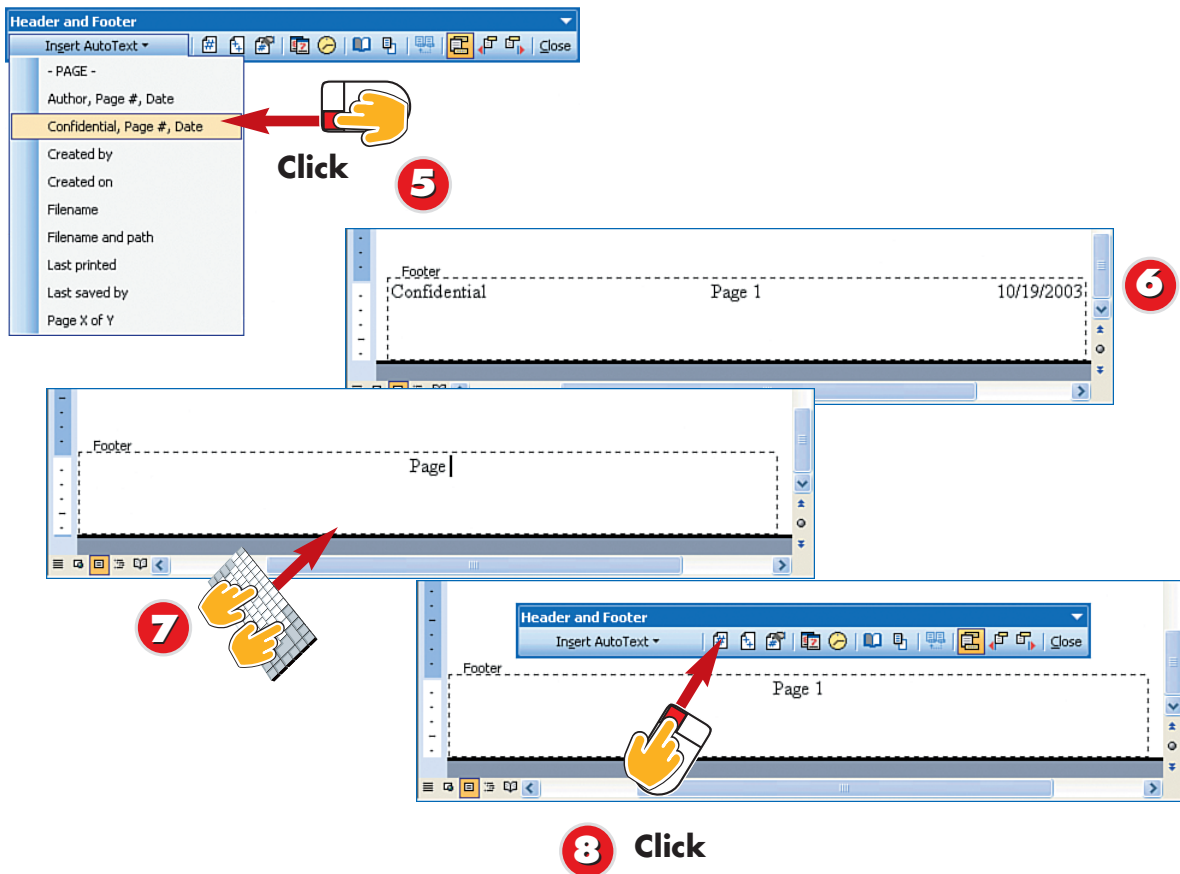 Header and Footer
Insert AutoText
Close
- PAGE -
Author, Page #, Date
Confidential, Page #, Date
Created by
Created on
Filename
Filename and path
Last printed
Last saved by
Page X of Y
Click
5
Footer
Confidential Page 1 10/19/2003
6
Footer
Page
7
Header and Footer
Insert AutoText
Close
Footer
Page 1
8 Click